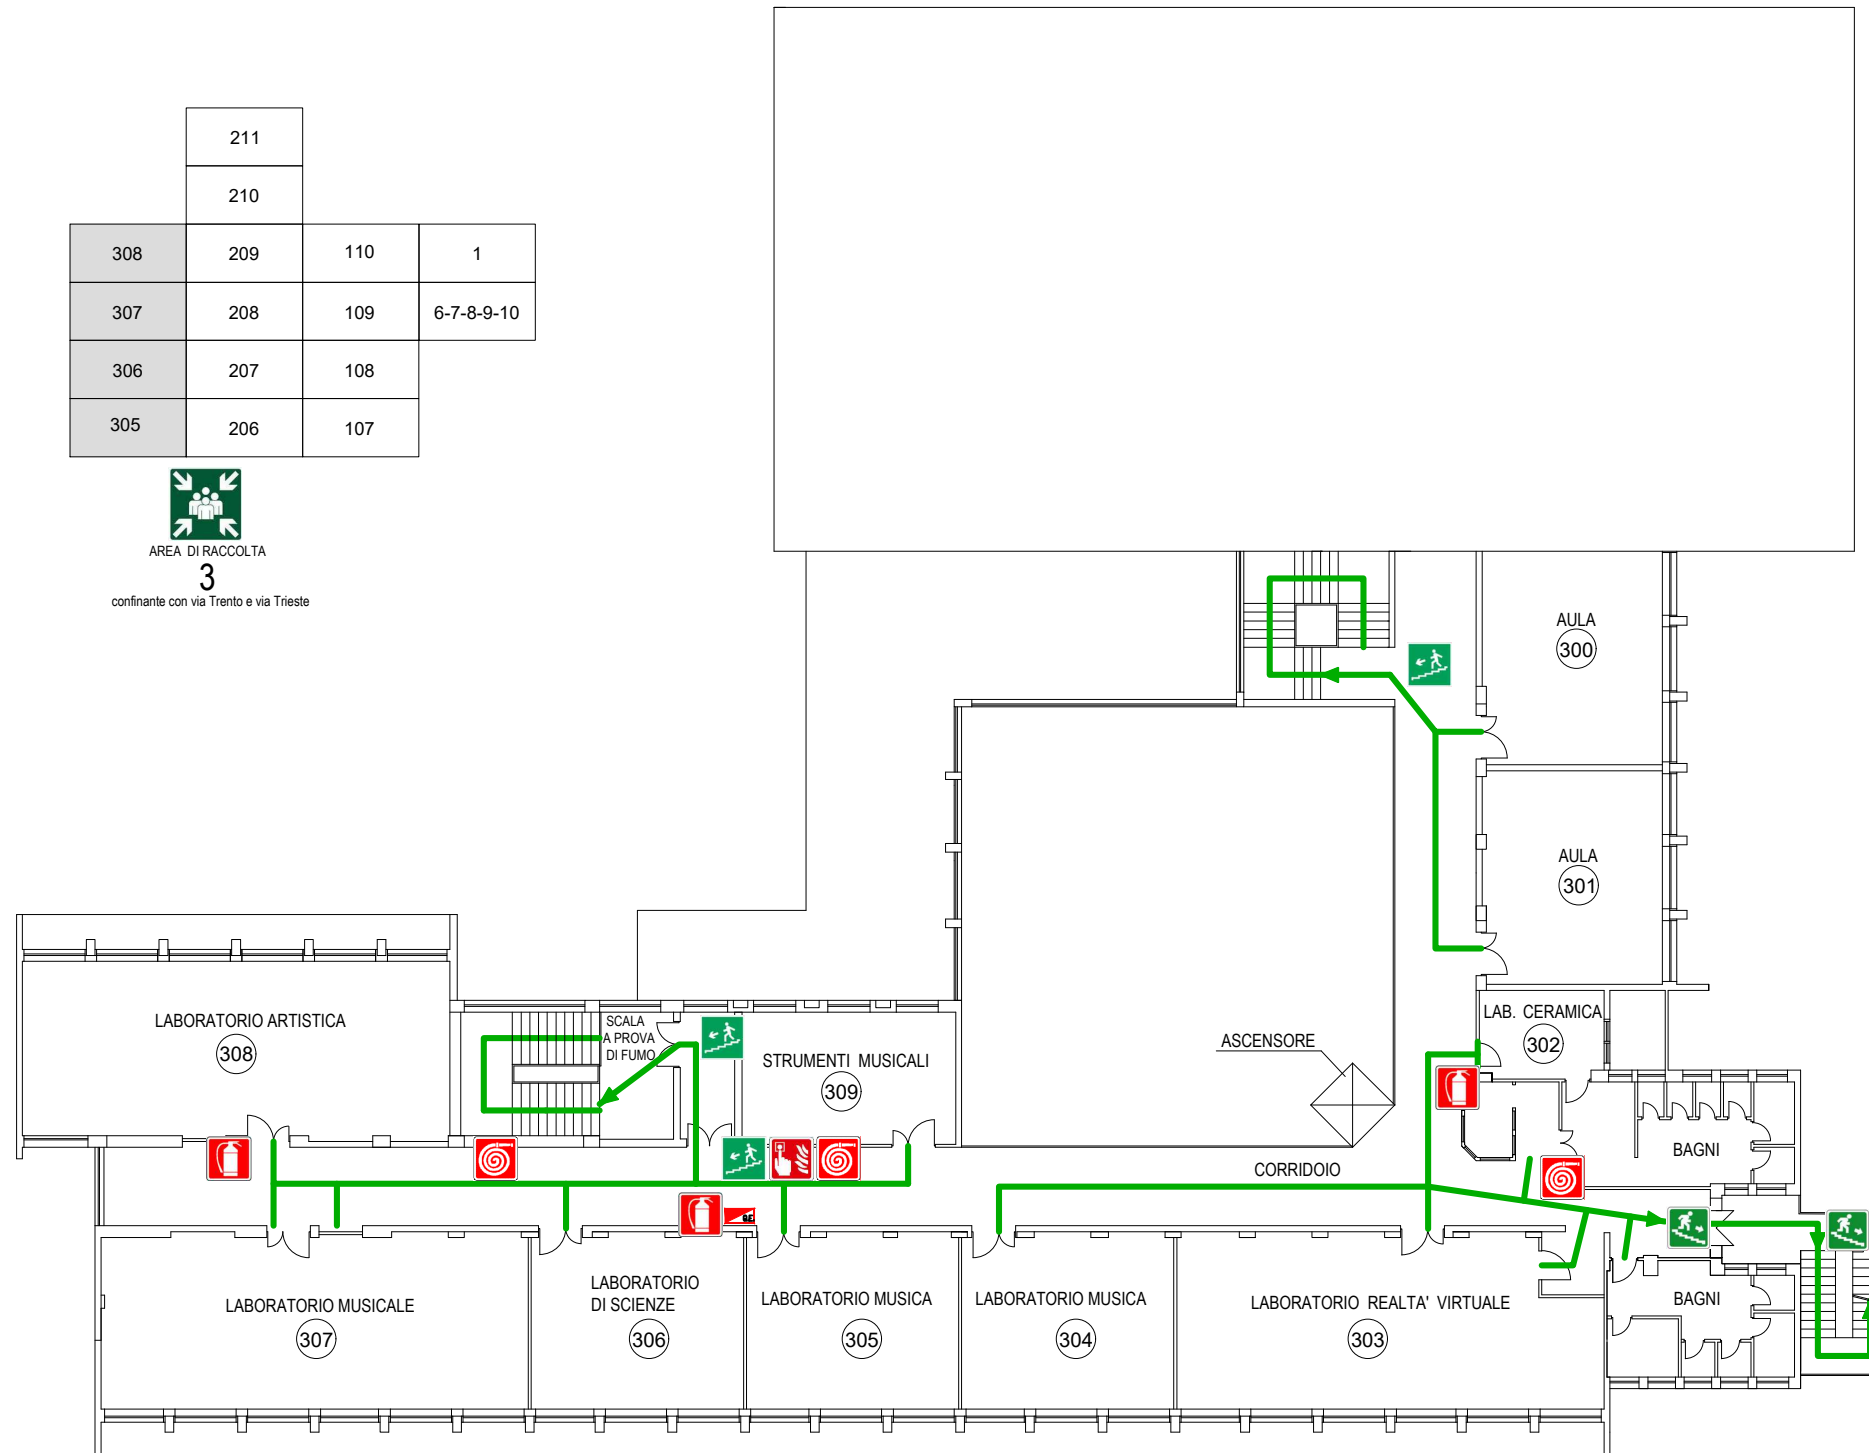 211
210
308 209 110 1
307 208 109 6-7-8-9-10
306 207 108
305 206 107
AREA DI RACCOLTA
3
confinante con via Trento e via Trieste
AULA
300
AULA
301
LAB. CERAMICA
302
LABORATORIO ARTISTICA
308
SCALA
A PROVA
DI FUMO
STRUMENTI MUSICALI
309
ASCENSORE
CORRIDOIO
BAGNI
LABORATORIO MUSICALE
307
LABORATORIO
DI SCIENZE
306
LABORATORIO MUSICA
305
LABORATORIO MUSICA
304
LABORATORIO REALTA' VIRTUALE
303
BAGNI